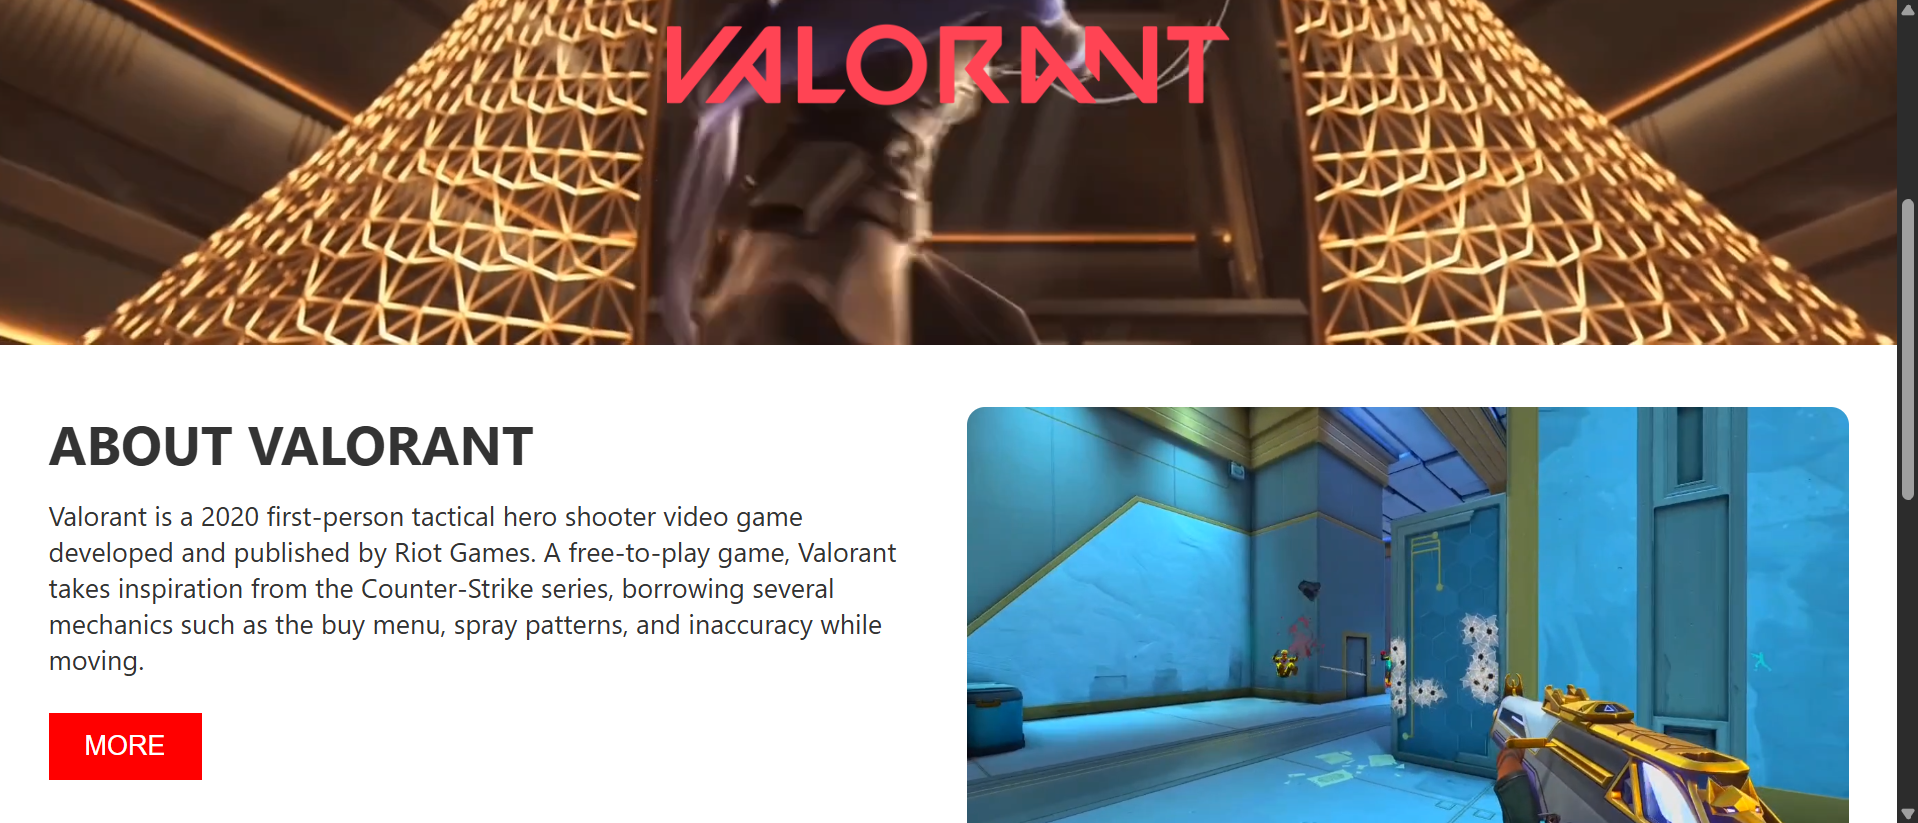 VALORANT
ABOUT VALORANT
Valorant is a 2020 first-person tactical hero shooter video game
developed and published by Riot Games. A free-to-play game, Valorant
takes inspiration from the Counter-Strike series, borrowing several
mechanics such as the buy menu, spray patterns, and inaccuracy while
moving.
MORE